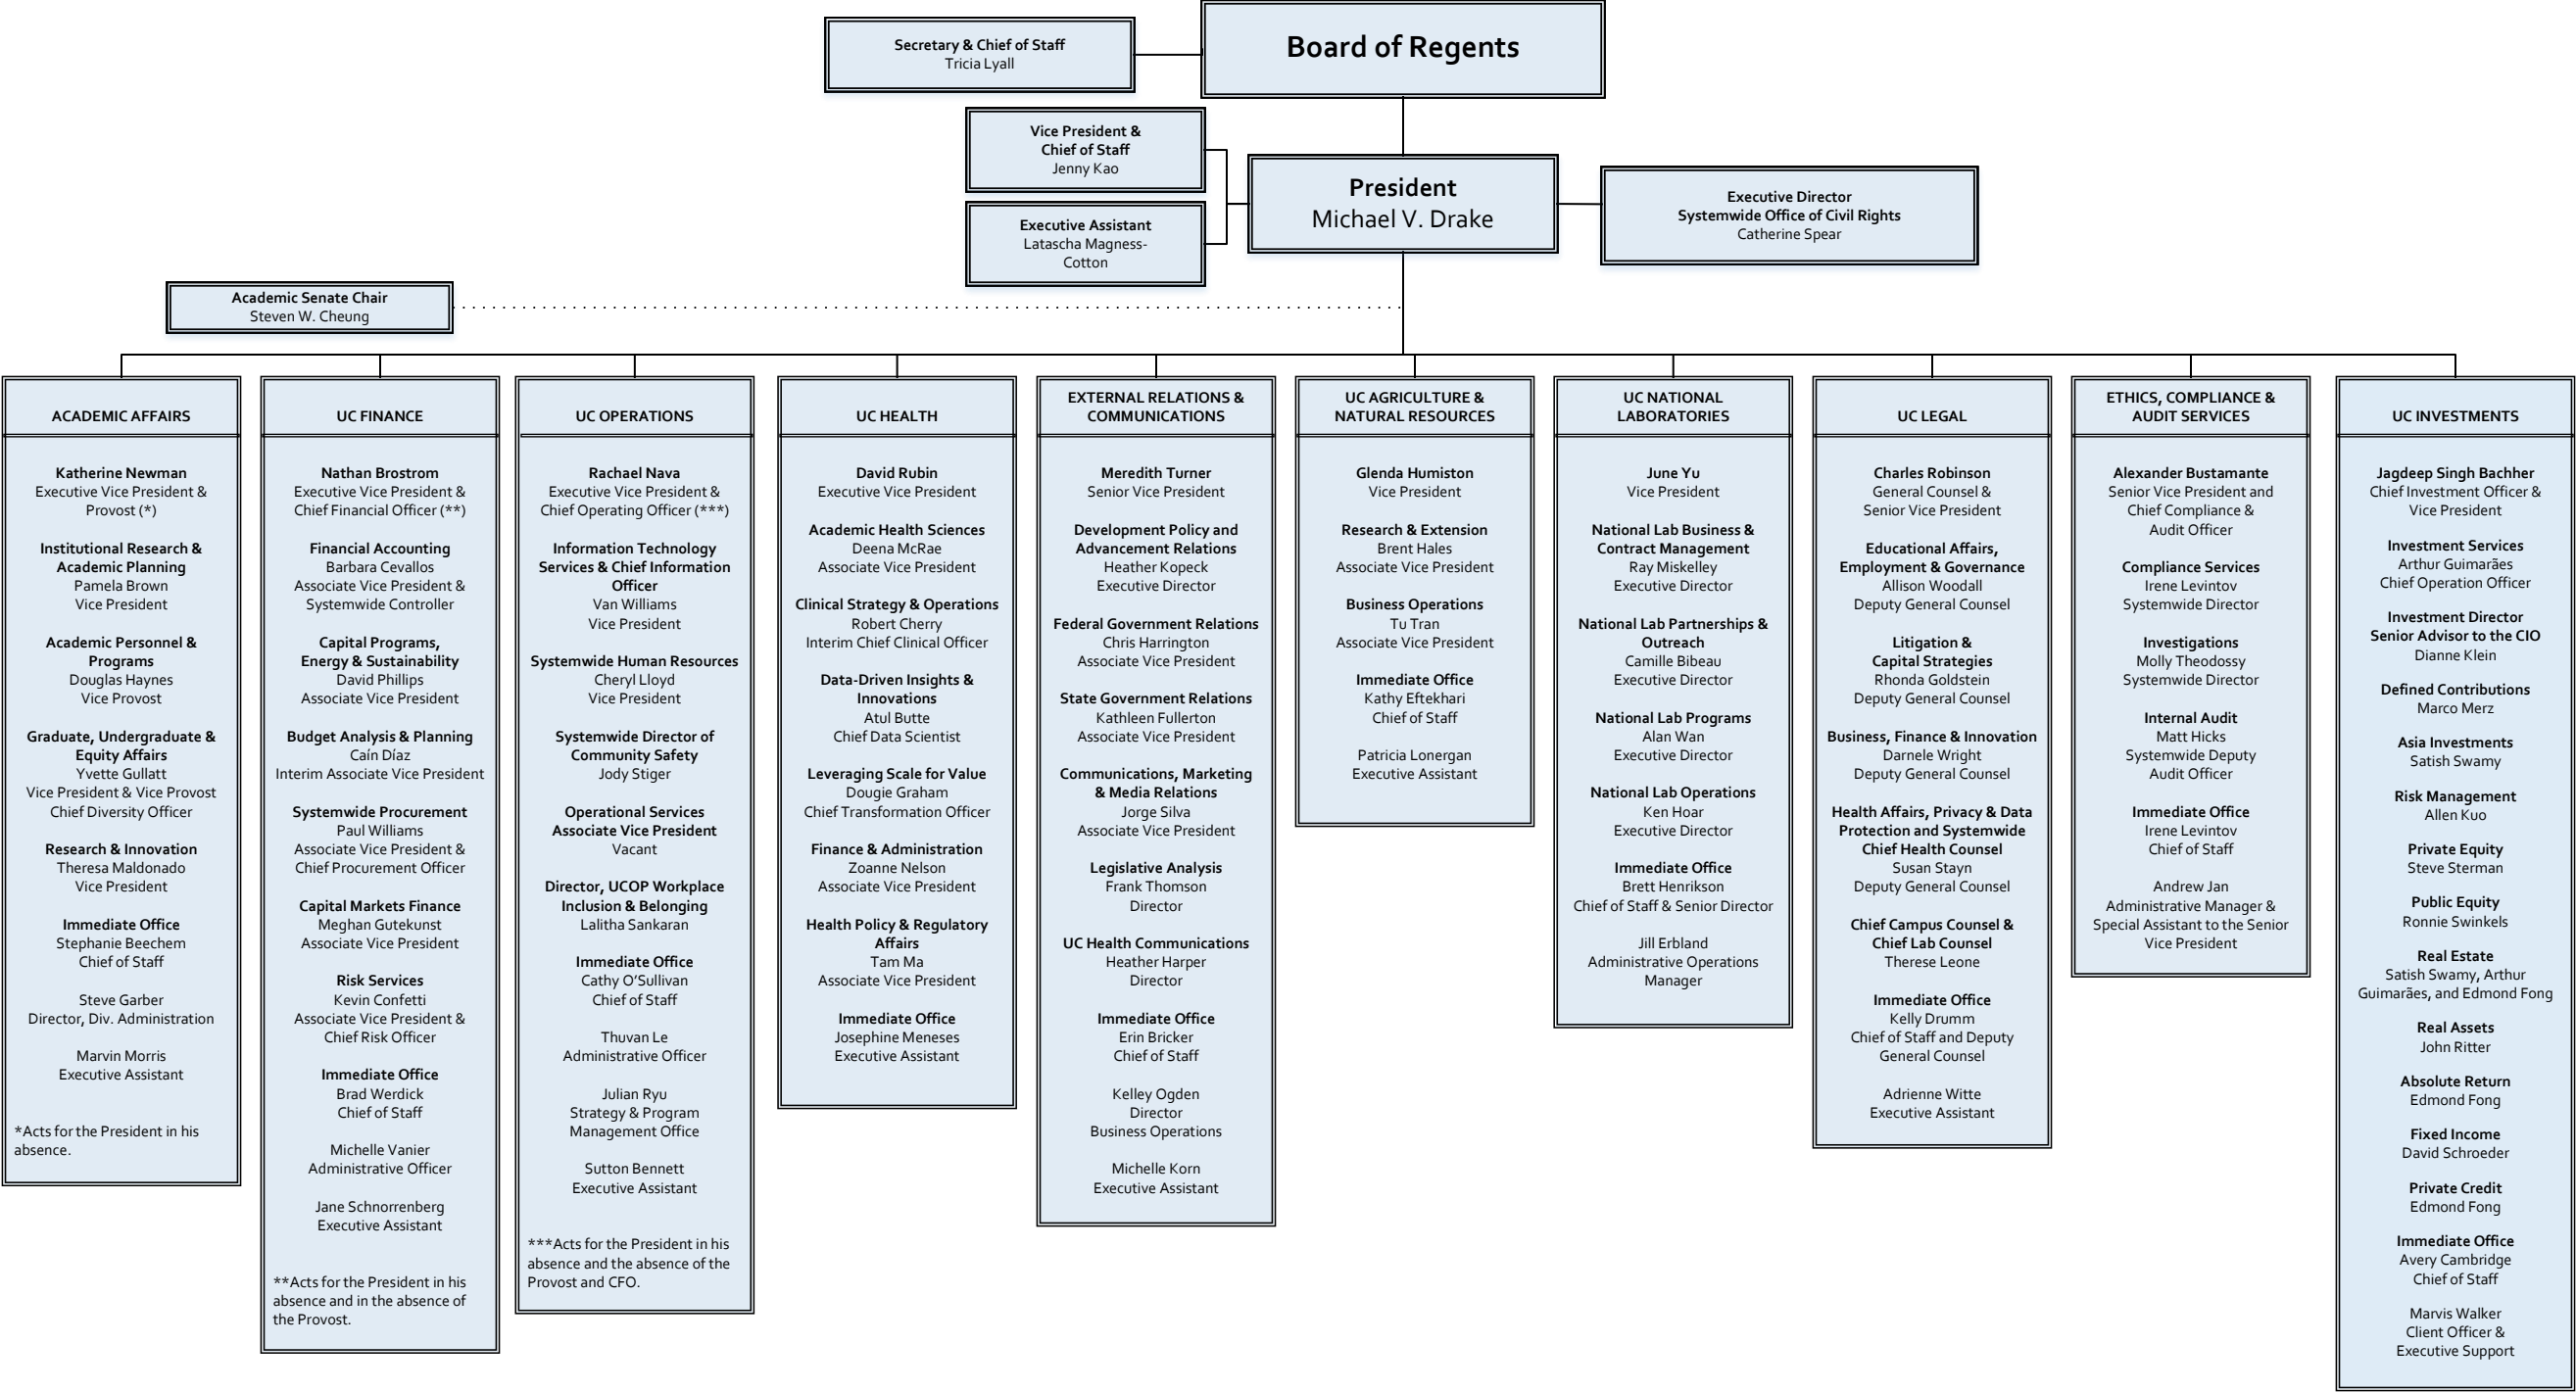 Secretary & Chief of Staff
Tricia Lyall
Board of Regents
Vice President &
Chief of Staff
Jenny Kao
Executive Assistant
Latascha Magness-
Cotton
President
Michael V. Drake
Executive Director
Systemwide Office of Civil Rights
Catherine Spear
Academic Senate Chair
Steven W. Cheung
ACADEMIC AFFAIRS
Katherine Newman
Executive Vice President &
Provost (*)
Institutional Research &
Academic Planning
Pamela Brown
Vice President
Academic Personnel &
Programs
Douglas Haynes
Vice Provost
Graduate, Undergraduate &
Equity Affairs
Yvette Gullatt
Vice President & Vice Provost
Chief Diversity Officer
Research & Innovation
Theresa Maldonado
Vice President
Immediate Office
Stephanie Beechem
Chief of Staff
Steve Garber
Director, Div. Administration
Marvin Morris
Executive Assistant
*Acts for the President in his
absence.
UC FINANCE
Nathan Brostrom
Executive Vice President &
Chief Financial Officer (**)
Financial Accounting
Barbara Cevallos
Associate Vice President &
Systemwide Controller
Capital Programs,
Energy & Sustainability
David Phillips
Associate Vice President
Budget Analysis & Planning
Caín Díaz
Interim Associate Vice President
Systemwide Procurement
Paul Williams
Associate Vice President &
Chief Procurement Officer
Capital Markets Finance
Meghan Gutekunst
Associate Vice President
Risk Services
Kevin Confetti
Associate Vice President &
Chief Risk Officer
Immediate Office
Brad Werdick
Chief of Staff
Michelle Vanier
Administrative Officer
Jane Schnorrenberg
Executive Assistant
**Acts for the President in his
absence and in the absence of
the Provost.
UC OPERATIONS
Rachael Nava
Executive Vice President &
Chief Operating Officer (***)
Information Technology
Services & Chief Information
Officer
Van Williams
Vice President
Systemwide Human Resources
Cheryl Lloyd
Vice President
Systemwide Director of
Community Safety
Jody Stiger
Operational Services
Associate Vice President
Vacant
Director, UCOP Workplace
Inclusion & Belonging
Lalitha Sankaran
Immediate Office
Cathy O’Sullivan
Chief of Staff
Thuvan Le
Administrative Officer
Julian Ryu
Strategy & Program
Management Office
Sutton Bennett
Executive Assistant
***Acts for the President in his
absence and the absence of the
Provost and CFO.
UC HEALTH
David Rubin
Executive Vice President
Academic Health Sciences
Deena McRae
Associate Vice President
Clinical Strategy & Operations
Robert Cherry
Interim Chief Clinical Officer
Data-Driven Insights &
Innovations
Atul Butte
Chief Data Scientist
Leveraging Scale for Value
Dougie Graham
Chief Transformation Officer
Finance & Administration
Zoanne Nelson
Associate Vice President
Health Policy & Regulatory
Affairs
Tam Ma
Associate Vice President
Immediate Office
Josephine Meneses
Executive Assistant
EXTERNAL RELATIONS &
COMMUNICATIONS
Meredith Turner
Senior Vice President
Development Policy and
Advancement Relations
Heather Kopeck
Executive Director
Federal Government Relations
Chris Harrington
Associate Vice President
State Government Relations
Kathleen Fullerton
Associate Vice President
Communications, Marketing
& Media Relations
Jorge Silva
Associate Vice President
Legislative Analysis
Frank Thomson
Director
UC Health Communications
Heather Harper
Director
Immediate Office
Erin Bricker
Chief of Staff
Kelley Ogden
Director
Business Operations
Michelle Korn
Executive Assistant
UC AGRICULTURE &
NATURAL RESOURCES
Glenda Humiston
Vice President
Research & Extension
Brent Hales
Associate Vice President
Business Operations
Tu Tran
Associate Vice President
Immediate Office
Kathy Eftekhari
Chief of Staff
Patricia Lonergan
Executive Assistant
UC NATIONAL
LABORATORIES
June Yu
Vice President
National Lab Business &
Contract Management
Ray Miskelley
Executive Director
National Lab Partnerships &
Outreach
Camille Bibeau
Executive Director
National Lab Programs
Alan Wan
Executive Director
National Lab Operations
Ken Hoar
Executive Director
Immediate Office
Brett Henrikson
Chief of Staff & Senior Director
Jill Erbland
Administrative Operations
Manager
UC LEGAL
Charles Robinson
General Counsel &
Senior Vice President
Educational Affairs,
Employment & Governance
Allison Woodall
Deputy General Counsel
Litigation &
Capital Strategies
Rhonda Goldstein
Deputy General Counsel
Business, Finance & Innovation
Darnele Wright
Deputy General Counsel
Health Affairs, Privacy & Data
Protection and Systemwide
Chief Health Counsel
Susan Stayn
Deputy General Counsel
Chief Campus Counsel &
Chief Lab Counsel
Therese Leone
Immediate Office
Kelly Drumm
Chief of Staff and Deputy
General Counsel
Adrienne Witte
Executive Assistant
ETHICS, COMPLIANCE &
AUDIT SERVICES
Alexander Bustamante
Senior Vice President and
Chief Compliance &
Audit Officer
Compliance Services
Irene Levintov
Systemwide Director
Investigations
Molly Theodossy
Systemwide Director
Internal Audit
Matt Hicks
Systemwide Deputy
Audit Officer
Immediate Office
Irene Levintov
Chief of Staff
Andrew Jan
Administrative Manager &
Special Assistant to the Senior
Vice President
UC INVESTMENTS
Jagdeep Singh Bachher
Chief Investment Officer &
Vice President
Investment Services
Arthur Guimarães
Chief Operation Officer
Investment Director
Senior Advisor to the CIO
Dianne Klein
Defined Contributions
Marco Merz
Asia Investments
Satish Swamy
Risk Management
Allen Kuo
Private Equity
Steve Sterman
Public Equity
Ronnie Swinkels
Real Estate
Satish Swamy, Arthur
Guimarães, and Edmond Fong
Real Assets
John Ritter
Absolute Return
Edmond Fong
Fixed Income
David Schroeder
Private Credit
Edmond Fong
Immediate Office
Avery Cambridge
Chief of Staff
Marvis Walker
Client Officer &
Executive Support